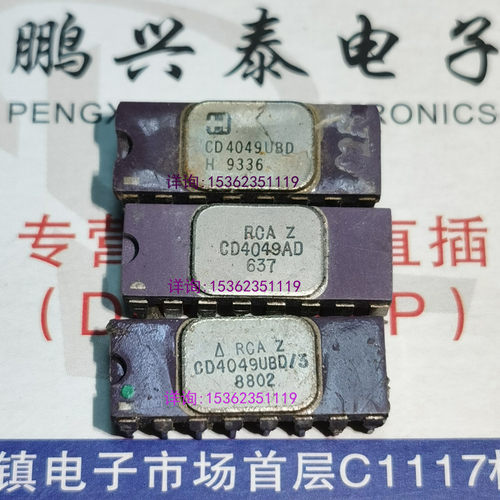 鹏兴泰电子
PENGX
RONICS
CD4049UBD
H 9336
详询:15362351119
专营
直插
RCA Z
CD4049AD
637
详询:15362351119
(D
P)
Δ RCA Z
CD4049UBD/3
8802
详询:15362351119
镇电子市场首层C1117